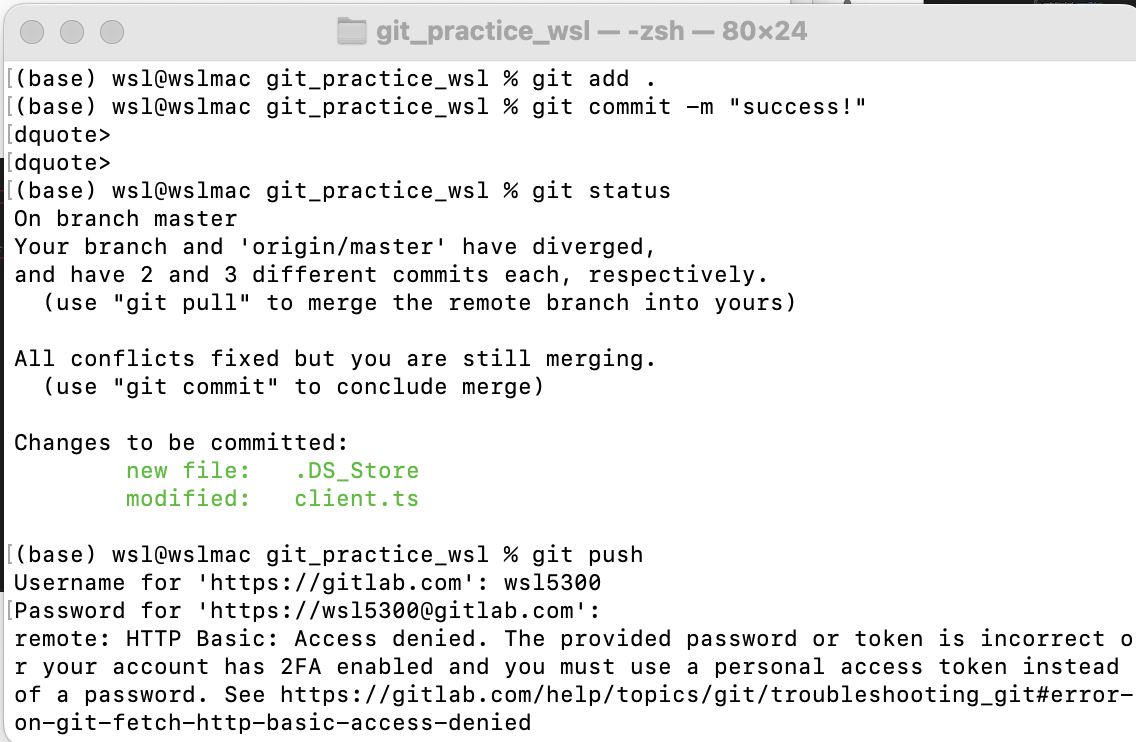 git_practice_wsl — -zsh — 80×24
[(base) wsl@wslmac git_practice_wsl % git add .
[(base) wsl@wslmac git_practice_wsl % git commit -m "success!"
[dquote>
[dquote>
[(base) wsl@wslmac git_practice_wsl % git status
On branch master
Your branch and 'origin/master' have diverged,
and have 2 and 3 different commits each, respectively.
  (use "git pull" to merge the remote branch into yours)

All conflicts fixed but you are still merging.
  (use "git commit" to conclude merge)

Changes to be committed:
        new file:   .DS_Store
        modified:   client.ts

[(base) wsl@wslmac git_practice_wsl % git push
Username for 'https://gitlab.com': wsl5300
[Password for 'https://wsl5300@gitlab.com':
remote: HTTP Basic: Access denied. The provided password or token is incorrect o
r your account has 2FA enabled and you must use a personal access token instead
of a password. See https://gitlab.com/help/topics/git/troubleshooting_git#error-
on-git-fetch-http-basic-access-denied